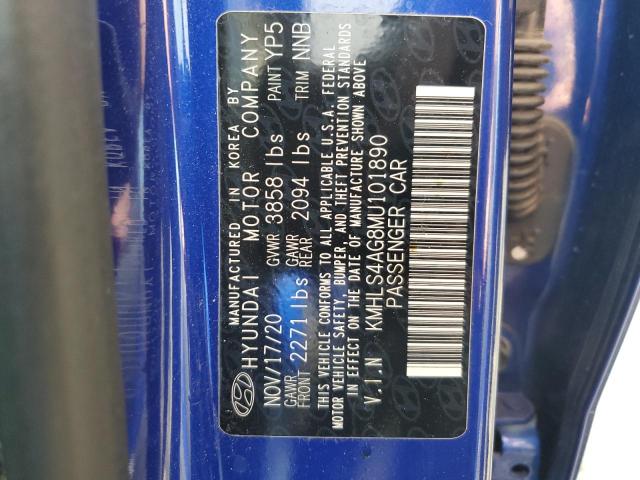 MANUFACTURED IN KOREA BY
HYUNDAI MOTOR COMPANY
NOV/17/20 GVWR 3858 lbs PAINT YP5
GAWR FRONT 2271 lbs GAWR REAR 2094 lbs TRIM NNB
THIS VEHICLE CONFORMS TO ALL APPLICABLE U.S.A. FEDERAL
MOTOR VEHICLE SAFETY, BUMPER, AND THEFT PREVENTION STANDARDS
IN EFFECT ON THE DATE OF MANUFACTURE SHOWN ABOVE
V.I.N KMHLS4AG8MU101890
PASSENGER CAR